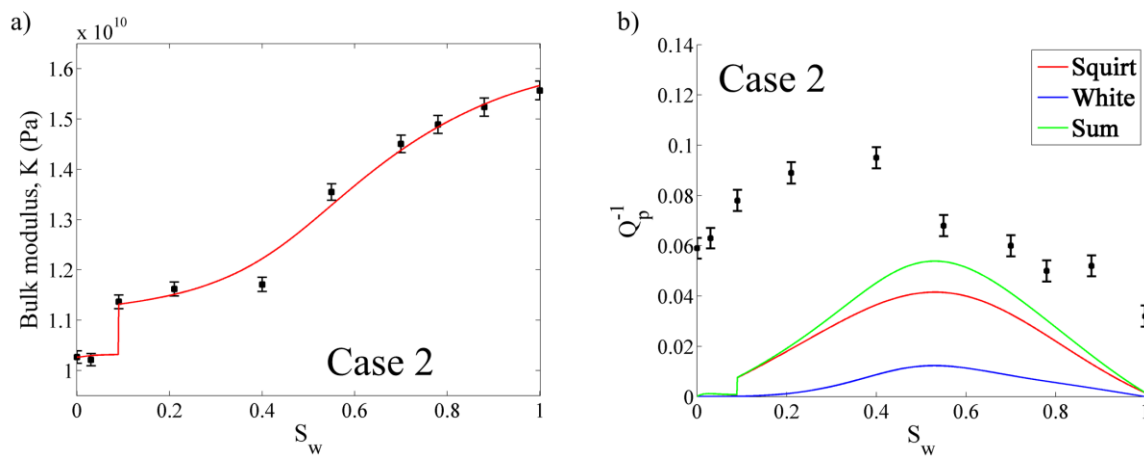 a)
x 10^10
1.6
1.5
1.4
1.3
1.2
1.1
1
Bulk modulus, K (Pa)
Case 2
0
0.2
0.4
0.6
0.8
1
S_w
b)
0.14
0.12
0.1
0.08
0.06
0.04
0.02
0
Q_p^-1
Case 2
Squirt
White
Sum
0
0.2
0.4
0.6
0.8
1
S_w